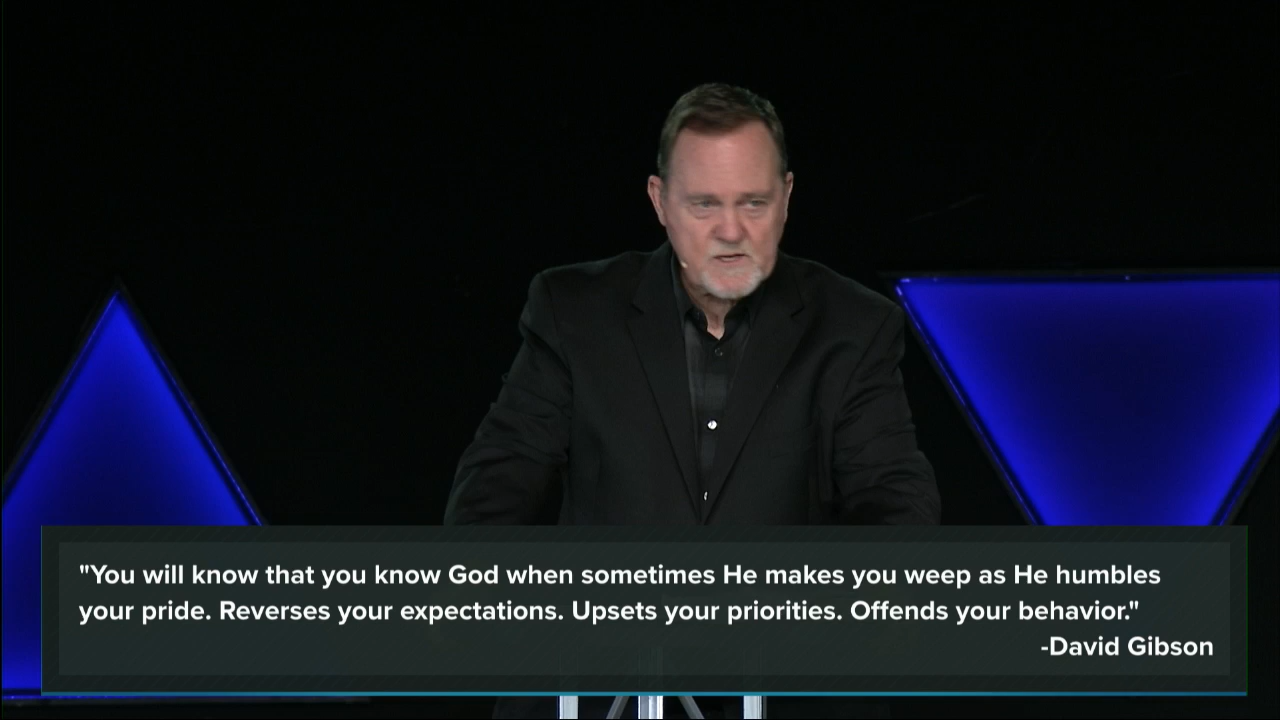 "You will know that you know God when sometimes He makes you weep as He humbles
your pride. Reverses your expectations. Upsets your priorities. Offends your behavior."
-David Gibson